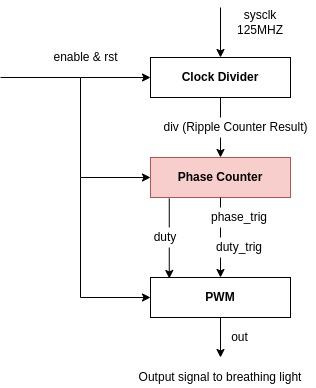 sysclk
125MHZ
enable & rst
Clock Divider
div (Ripple Counter Result)
Phase Counter
phase_trig
duty
duty_trig
PWM
out
Output signal to breathing light